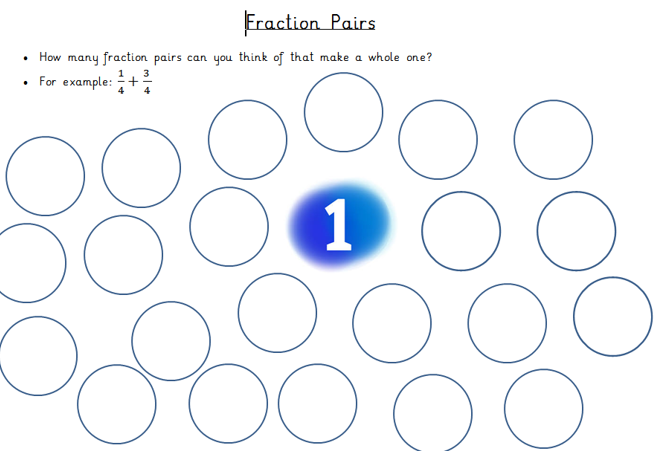 Fraction Pairs
• How many fraction pairs can you think of that make a whole one?
• For example: 1/4 + 3/4
1